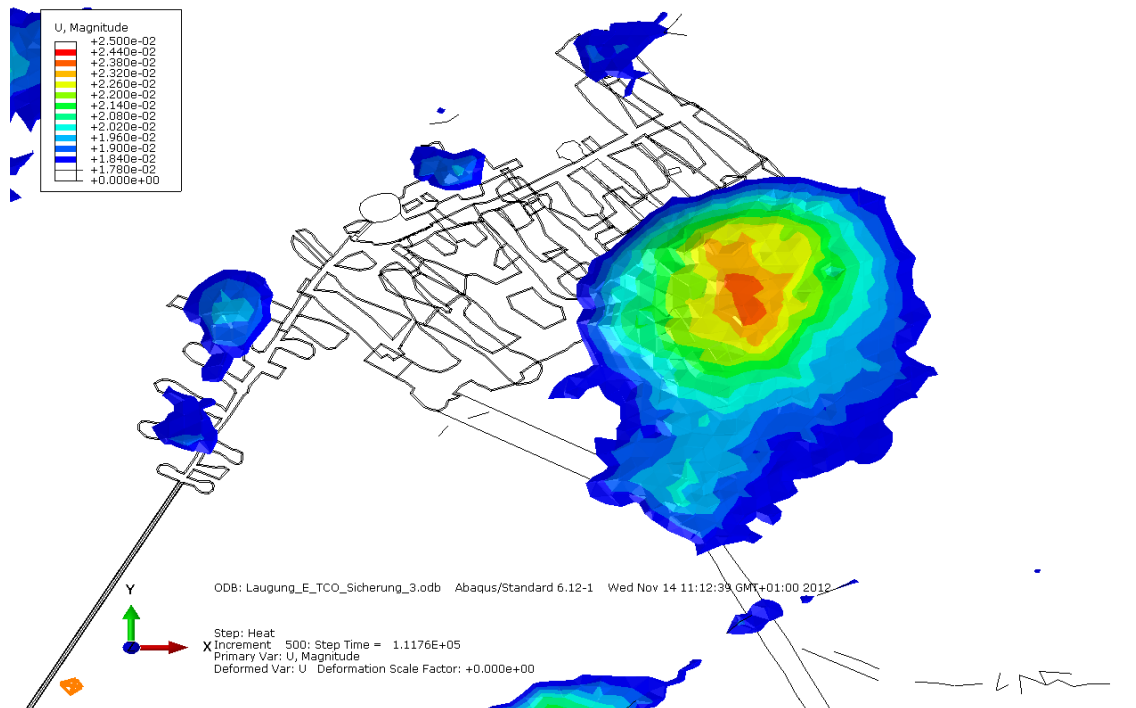 U, Magnitude
+2.500e-02
+2.440e-02
+2.380e-02
+2.320e-02
+2.260e-02
+2.200e-02
+2.140e-02
+2.080e-02
+2.020e-02
+1.960e-02
+1.900e-02
+1.840e-02
+1.780e-02
+0.000e+00
Y
X
ODB: Laugung_E_TCO_Sicherung_3.odb Abaqus/Standard 6.12-1 Wed Nov 14 11:12:39 GMT+01:00 2012
Step: Heat
Increment 500: Step Time = 1.1176E+05
Primary Var: U, Magnitude
Deformed Var: U Deformation Scale Factor: +0.000e+00